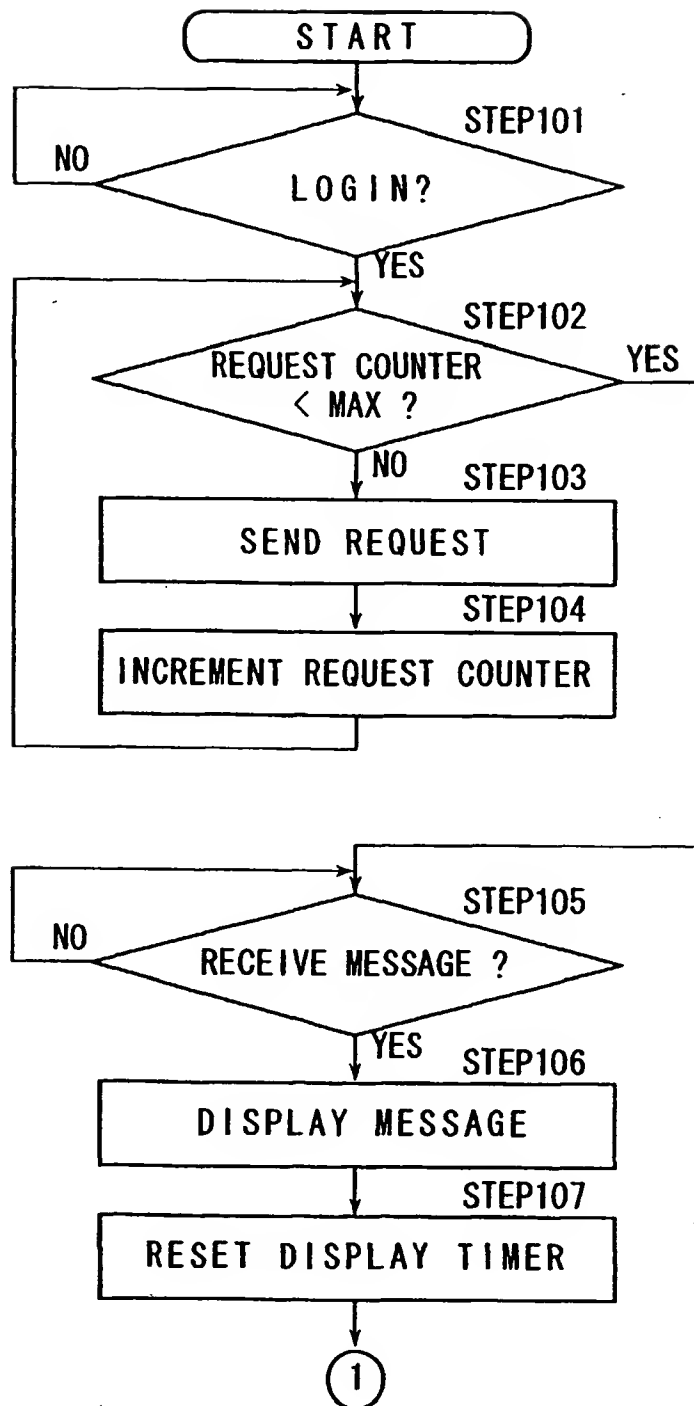 START
STEP101
NO
LOGIN?
YES
STEP102
REQUEST COUNTER
< MAX ?
YES
NO
STEP103
SEND REQUEST
STEP104
INCREMENT REQUEST COUNTER
STEP105
NO
RECEIVE MESSAGE ?
YES
STEP106
DISPLAY MESSAGE
STEP107
RESET DISPLAY TIMER
1